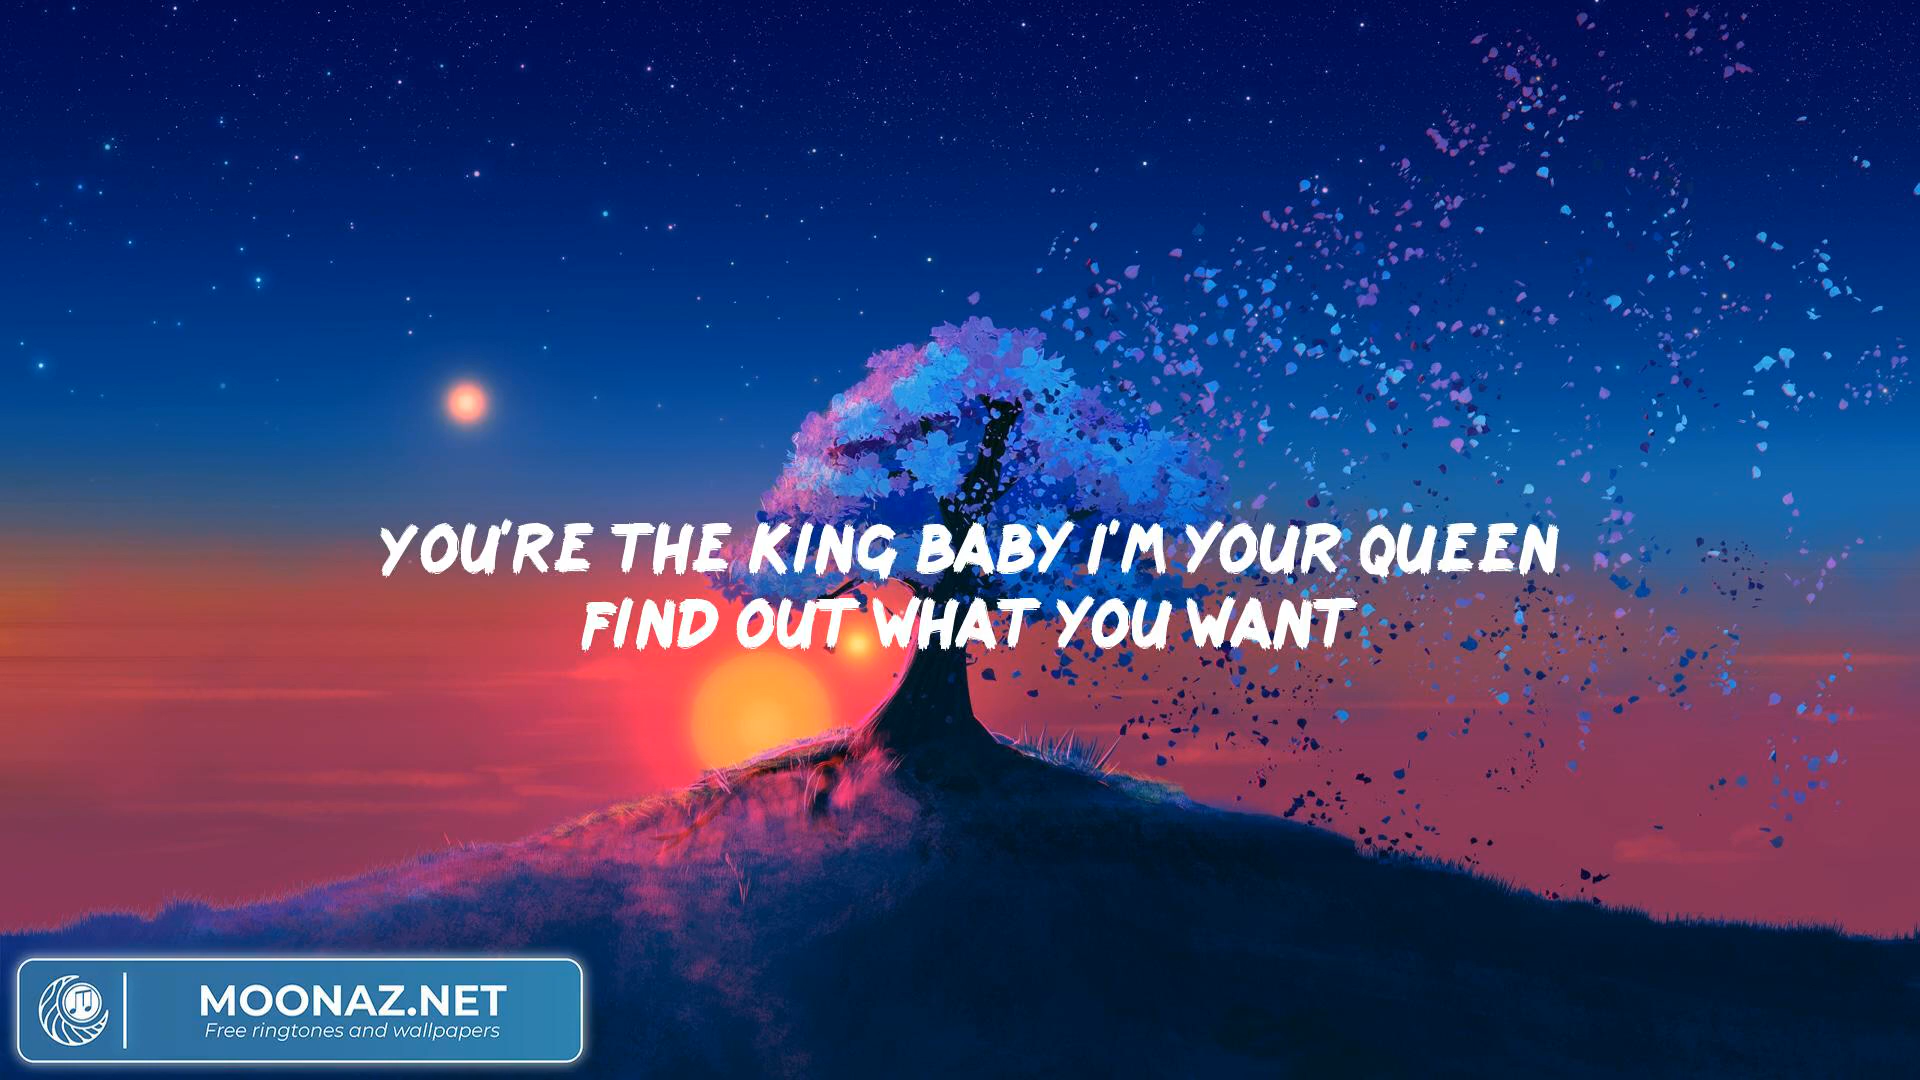 YOU'RE THE KING BABY I'M YOUR QUEEN
FIND OUT WHAT YOU WANT
MOONAZ.NET
Free ringtones and wallpapers